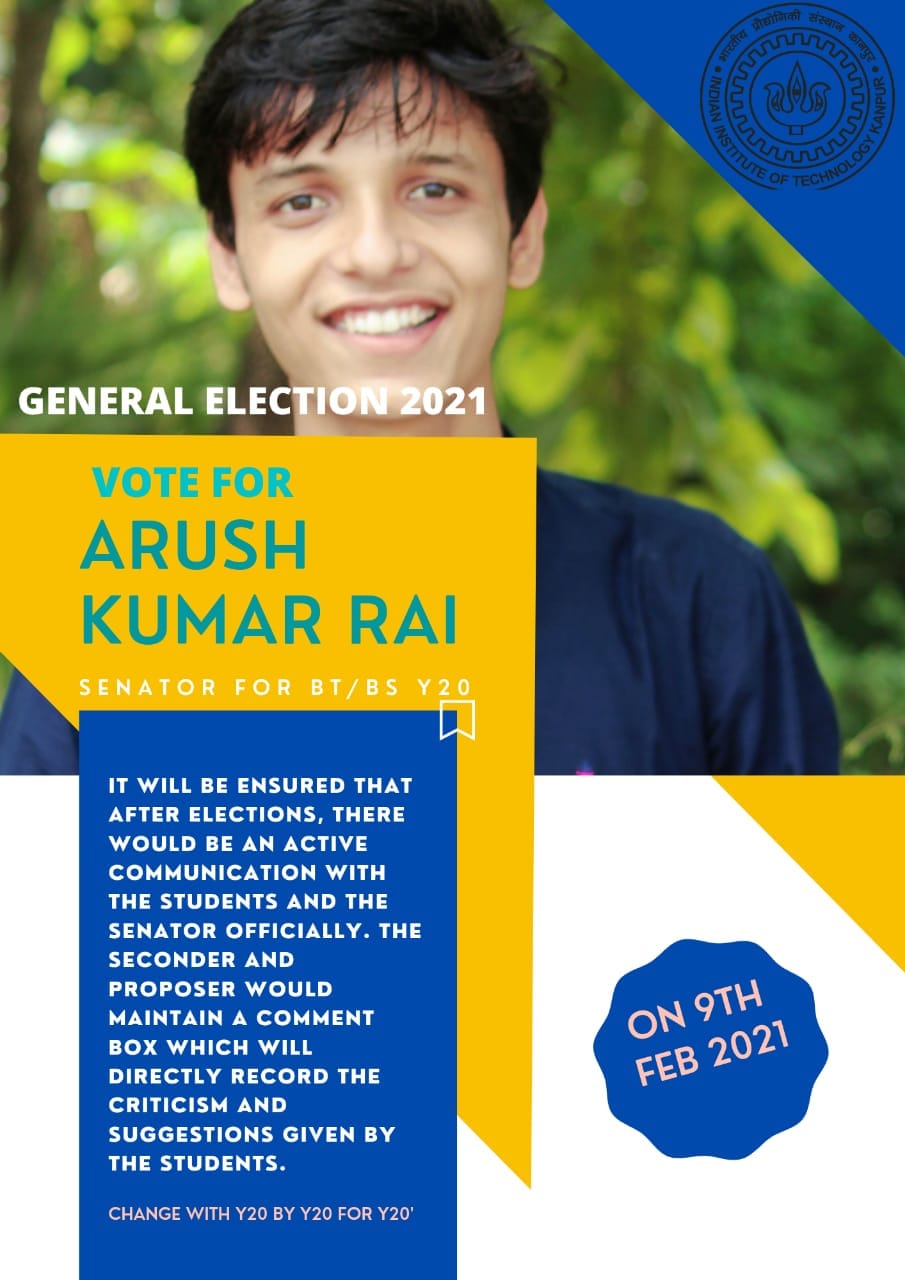 भारतीय प्रौद्योगिकी संस्थान कानपुर
INDIAN INSTITUTE OF TECHNOLOGY KANPUR
GENERAL ELECTION 2021
VOTE FOR
ARUSH
KUMAR RAI
SENATOR FOR BT/BS Y20
IT WILL BE ENSURED THAT
AFTER ELECTIONS, THERE
WOULD BE AN ACTIVE
COMMUNICATION WITH
THE STUDENTS AND THE
SENATOR OFFICIALLY. THE
SECONDER AND
PROPOSER WOULD
MAINTAIN A COMMENT
BOX WHICH WILL
DIRECTLY RECORD THE
CRITICISM AND
SUGGESTIONS GIVEN BY
THE STUDENTS.
CHANGE WITH Y20 BY Y20 FOR Y20'
ON 9TH
FEB 2021